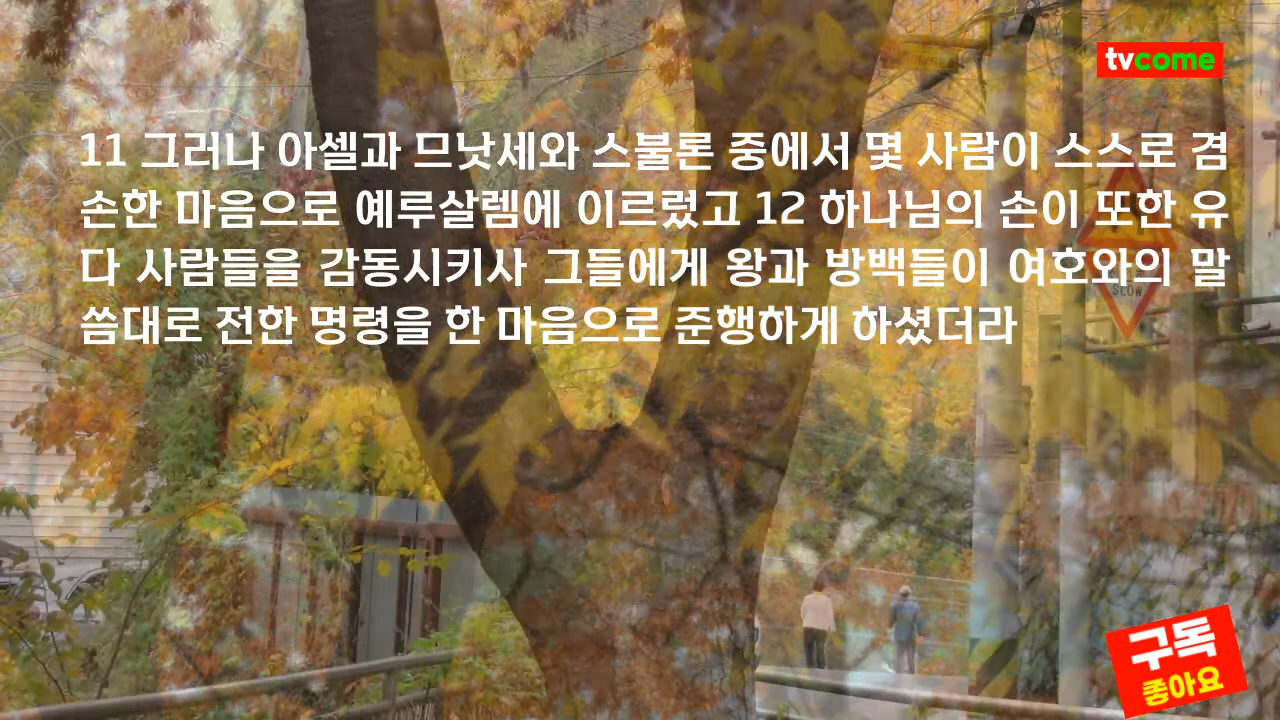 tvcome
11 그러나 아셀과 므낫세와 스불론 중에서 몇 사람이 스스로 겸
손한 마음으로 예루살렘에 이르렀고 12 하나님의 손이 또한 유
다 사람들을 감동시키사 그들에게 왕과 방백들이 여호와의 말
씀대로 전한 명령을 한 마음으로 준행하게 하셨더라
SLOW
구독
좋아요